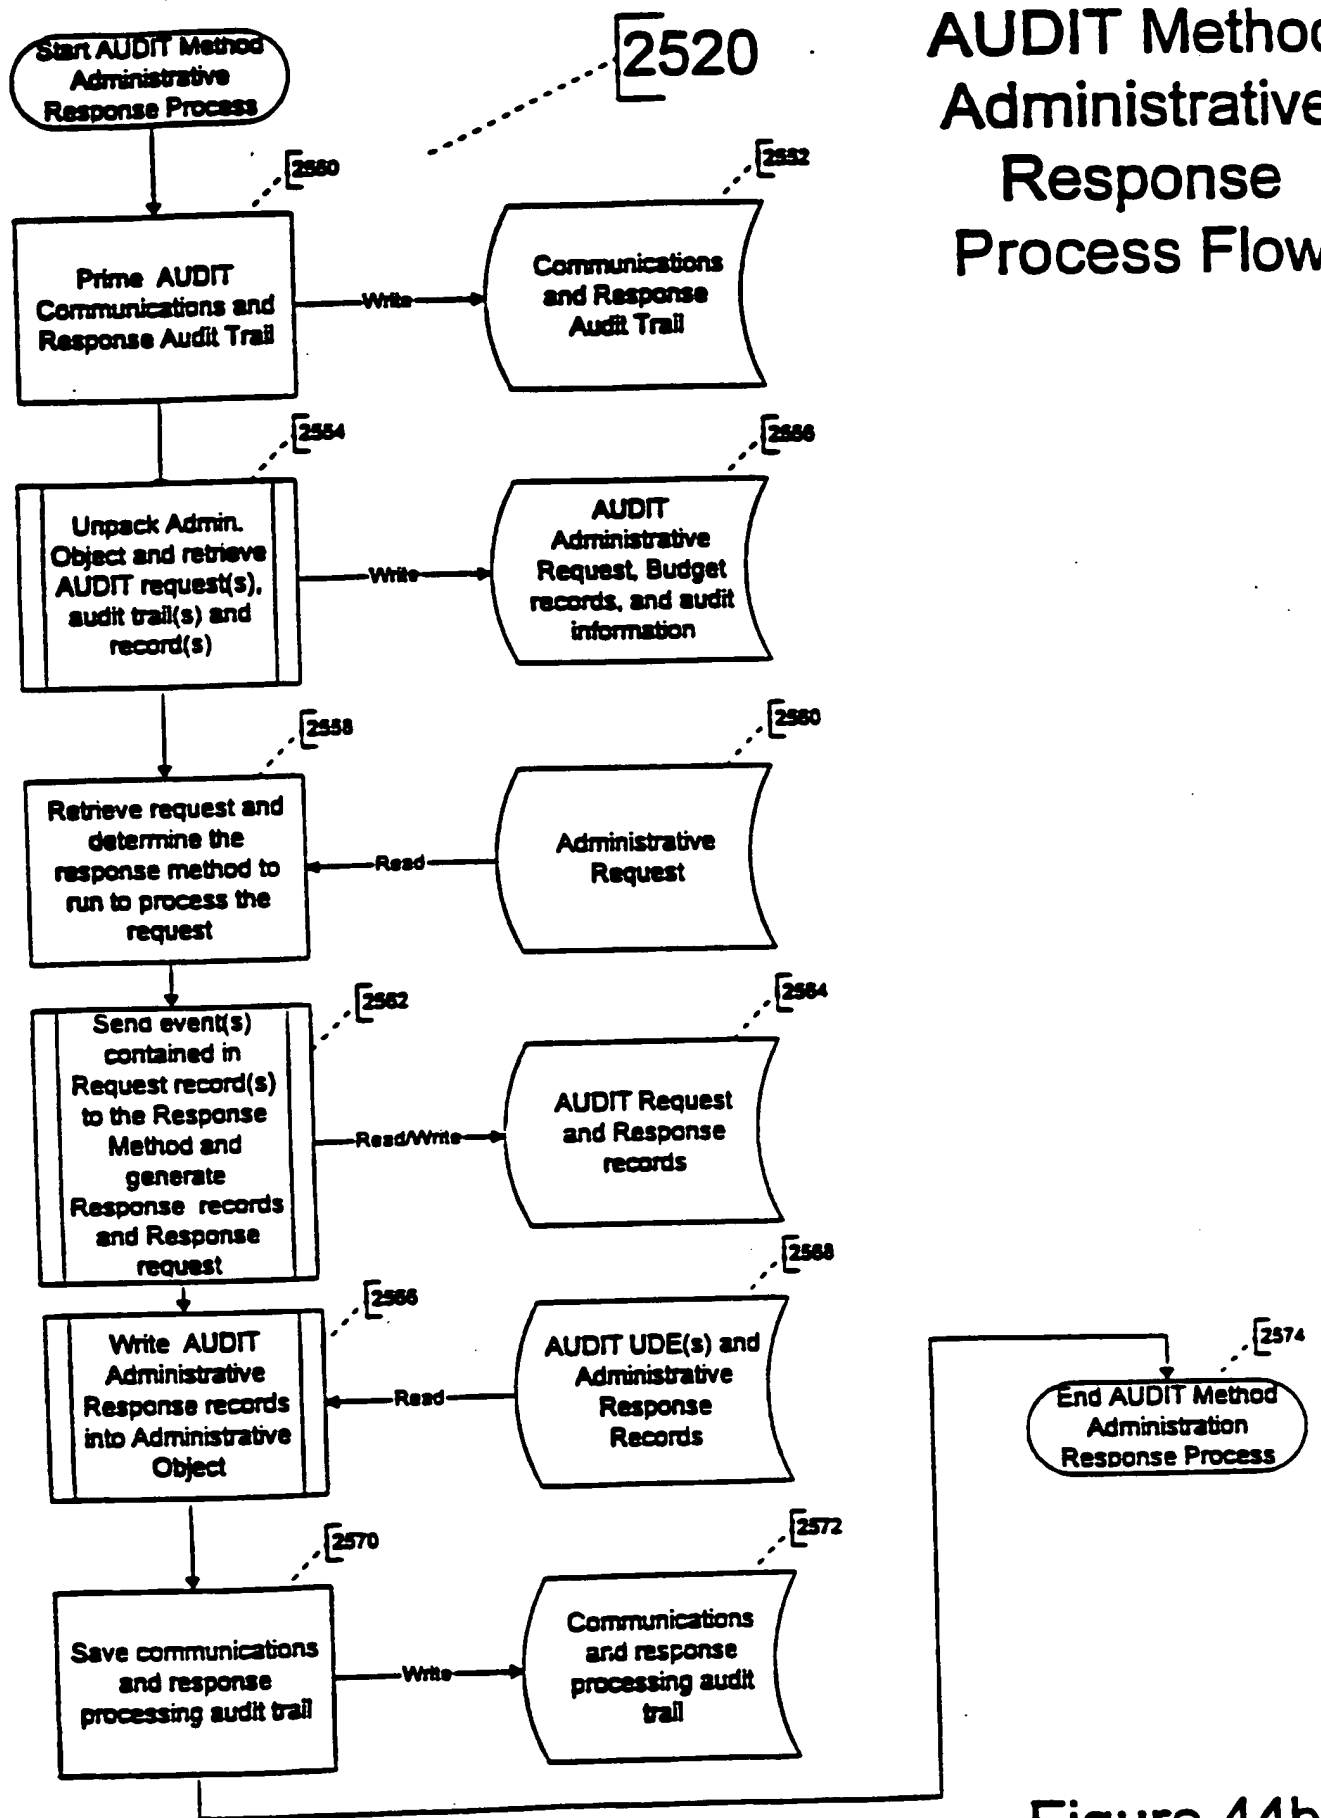 AUDIT Method
Administrative
Response
Process Flow
2520
Start AUDIT Method
Administrative
Response Process
2550
Prime AUDIT
Communications and
Response Audit Trail
Write
2552
Communications
and Response
Audit Trail
2554
Unpack Admin.
Object and retrieve
AUDIT request(s),
audit trail(s) and
record(s)
Write
2556
AUDIT
Administrative
Request, Budget
records, and audit
information
2558
Retrieve request and
determine the
response method to
run to process the
request
Read
2560
Administrative
Request
2562
Send event(s)
contained in
Request record(s)
to the Response
Method and
generate
Response records
and Response
request
Read/Write
2564
AUDIT Request
and Response
records
2566
Write AUDIT
Administrative
Response records
into Administrative
Object
Read
2568
AUDIT UDE(s) and
Administrative
Response
Records
2570
Save communications
and response
processing audit trail
Write
2572
Communications
and response
processing audit
trail
2574
End AUDIT Method
Administration
Response Process
Figure 44b